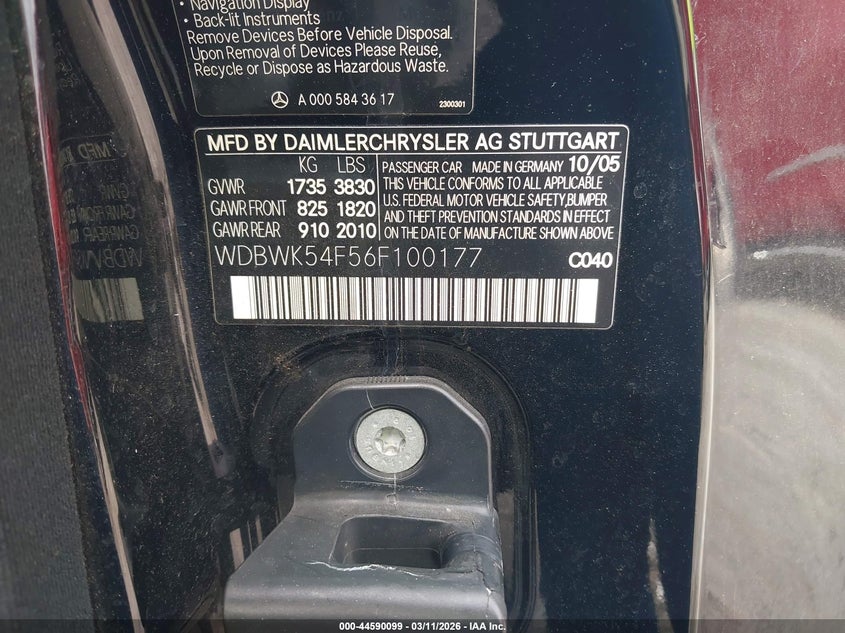 • Navigation Display
• Back-lit Instruments
Remove Devices Before Vehicle Disposal.
Upon Removal of Devices Please Reuse,
Recycle or Dispose as Hazardous Waste.
A 000 584 36 17
2300301
MFD BY DAIMLERCHRYSLER AG STUTTGART
KG LBS
GVWR 1735 3830
GAWR FRONT 825 1820
GAWR REAR 910 2010
PASSENGER CAR MADE IN GERMANY 10/05
THIS VEHICLE CONFORMS TO ALL APPLICABLE
U.S. FEDERAL MOTOR VEHICLE SAFETY,BUMPER
AND THEFT PREVENTION STANDARDS IN EFFECT
ON THE DATE OF MANUFACTURE SHOWN ABOVE
WDBWK54F56F100177
C040
000-44590099 - 03/11/2026 - IAA Inc.